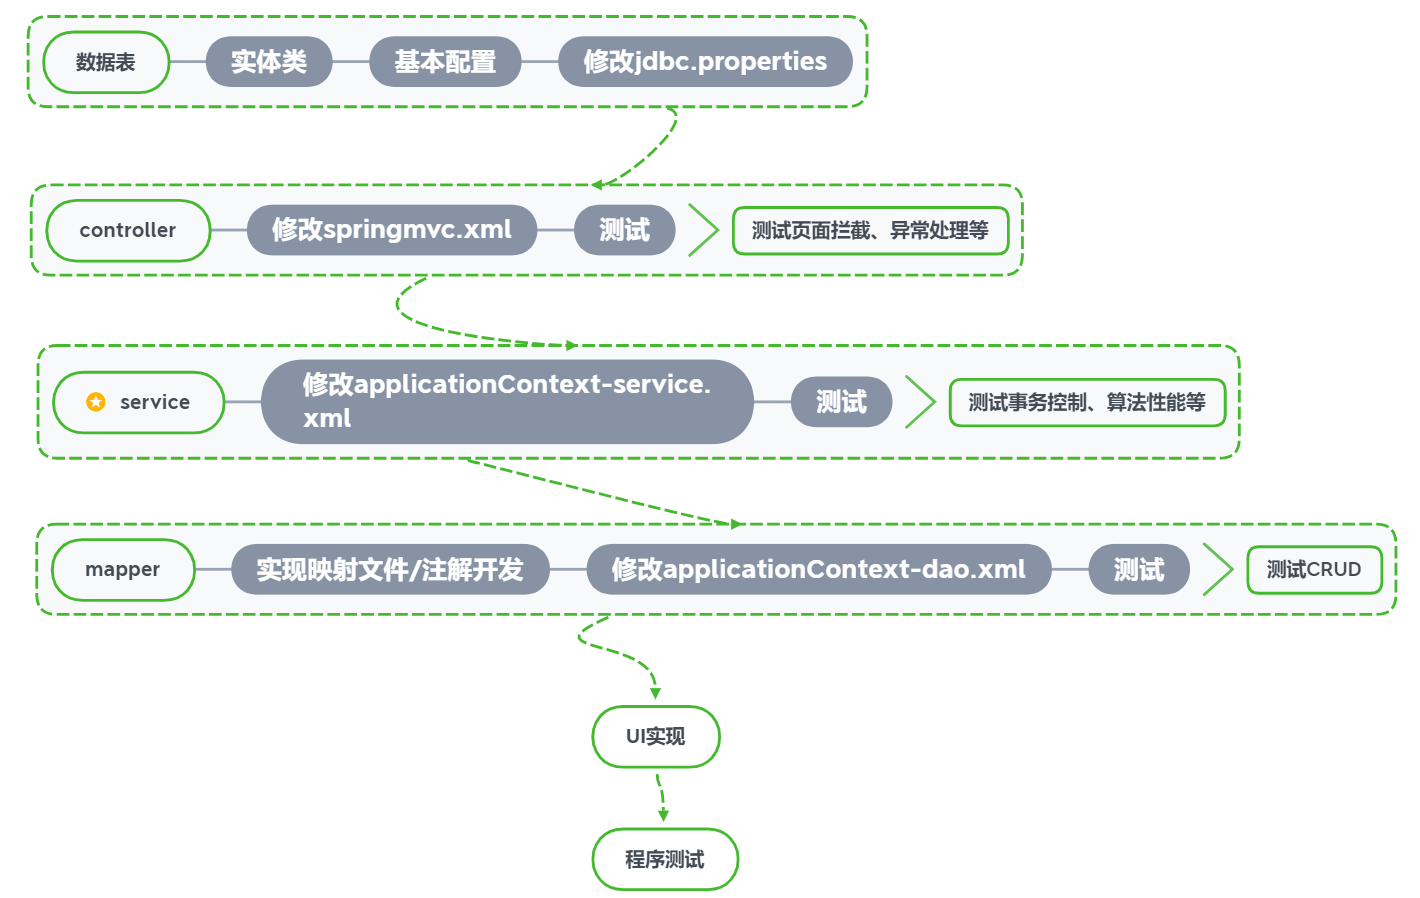 数据表
实体类
基本配置
修改jdbc.properties
controller
修改springmvc.xml
测试
测试页面拦截、异常处理等
service
修改applicationContext-service.
xml
测试
测试事务控制、算法性能等
mapper
实现映射文件/注解开发
修改applicationContext-dao.xml
测试
测试CRUD
UI实现
程序测试